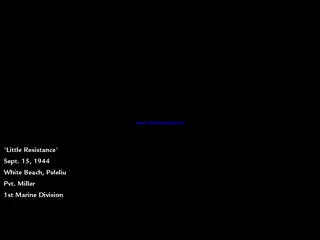 "Little Resistance"
Sept. 15, 1944
White Beach, Peleliu
Pvt. Miller
1st Marine Division